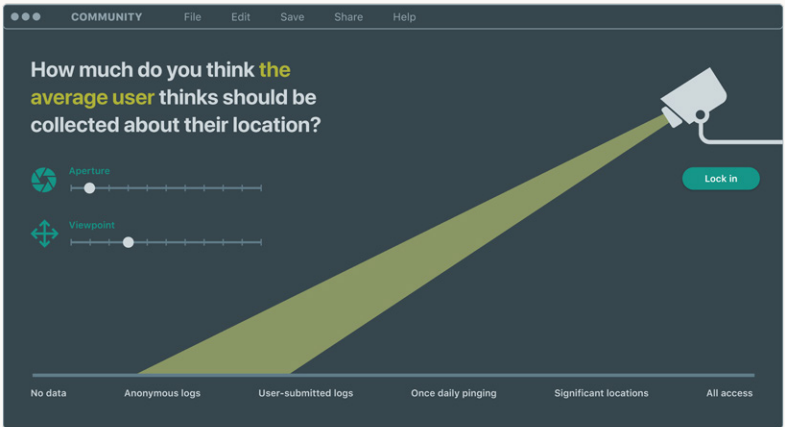 COMMUNITY File Edit Save Share Help
How much do you think the
average user thinks should be
collected about their location?
Aperture
Lock in
Viewpoint
No data Anonymous logs User-submitted logs Once daily pinging Significant locations All access